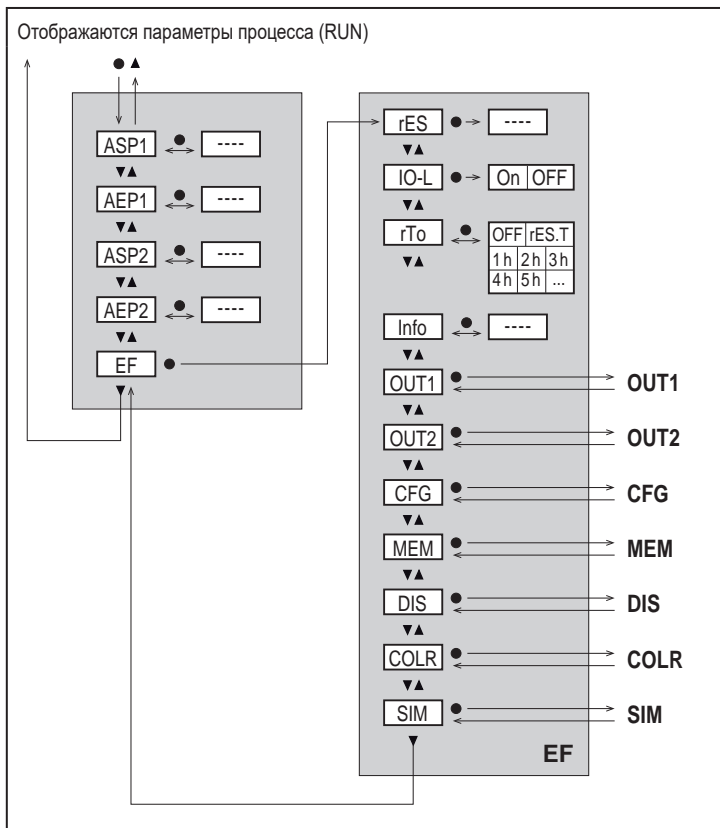 Отображаются параметры процесса (RUN)
ASP1 ----
AEP1 ----
ASP2 ----
AEP2 ----
EF
rES ----
IO-L On OFF
rTo OFF rES.T
1 h 2 h 3 h
4 h 5 h ...
Info ----
OUT1 OUT1
OUT2 OUT2
CFG CFG
MEM MEM
DIS DIS
COLR COLR
SIM SIM
EF